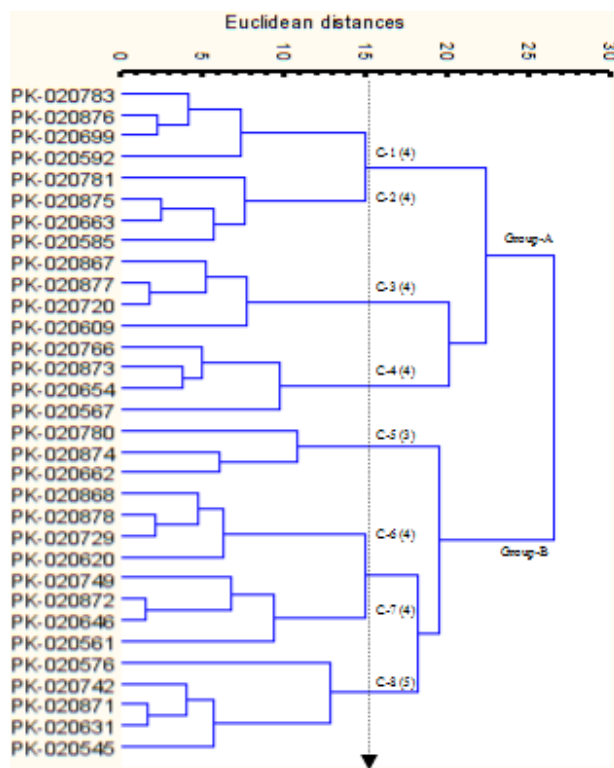 Euclidean distances
0 5 10 15 20 25 30
PK-020783
PK-020876
PK-020699
PK-020592
C-1 (4)
PK-020781
PK-020875
C-2 (4)
PK-020663
PK-020585
Group-A
PK-020867
PK-020877
C-3 (4)
PK-020720
PK-020609
PK-020766
PK-020873
C-4 (4)
PK-020654
PK-020567
PK-020780
C-5 (3)
PK-020874
PK-020662
PK-020868
PK-020878
C-6 (4)
PK-020729
Group-B
PK-020620
PK-020749
PK-020872
C-7 (4)
PK-020646
PK-020561
PK-020576
C-8 (5)
PK-020742
PK-020871
PK-020631
PK-020545